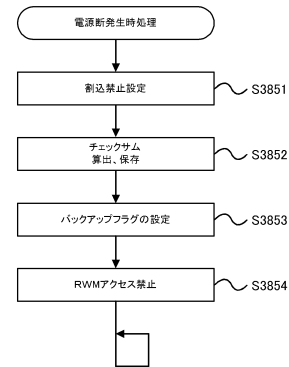 電源断発生時処理
割込禁止設定
S3851
チェックサム
算出、保存
S3852
バックアップフラグの設定
S3853
RWMアクセス禁止
S3854